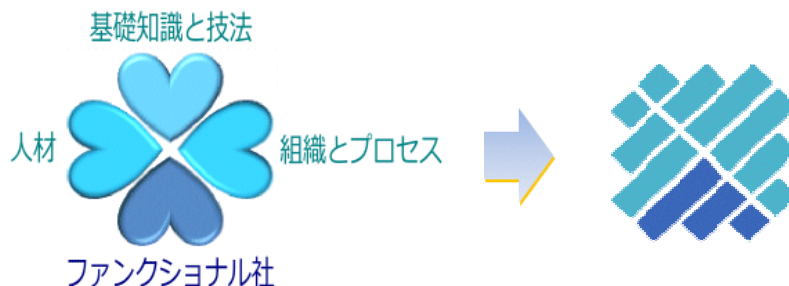 基礎知識と技法
人材
組織とプロセス
ファンクショナル社